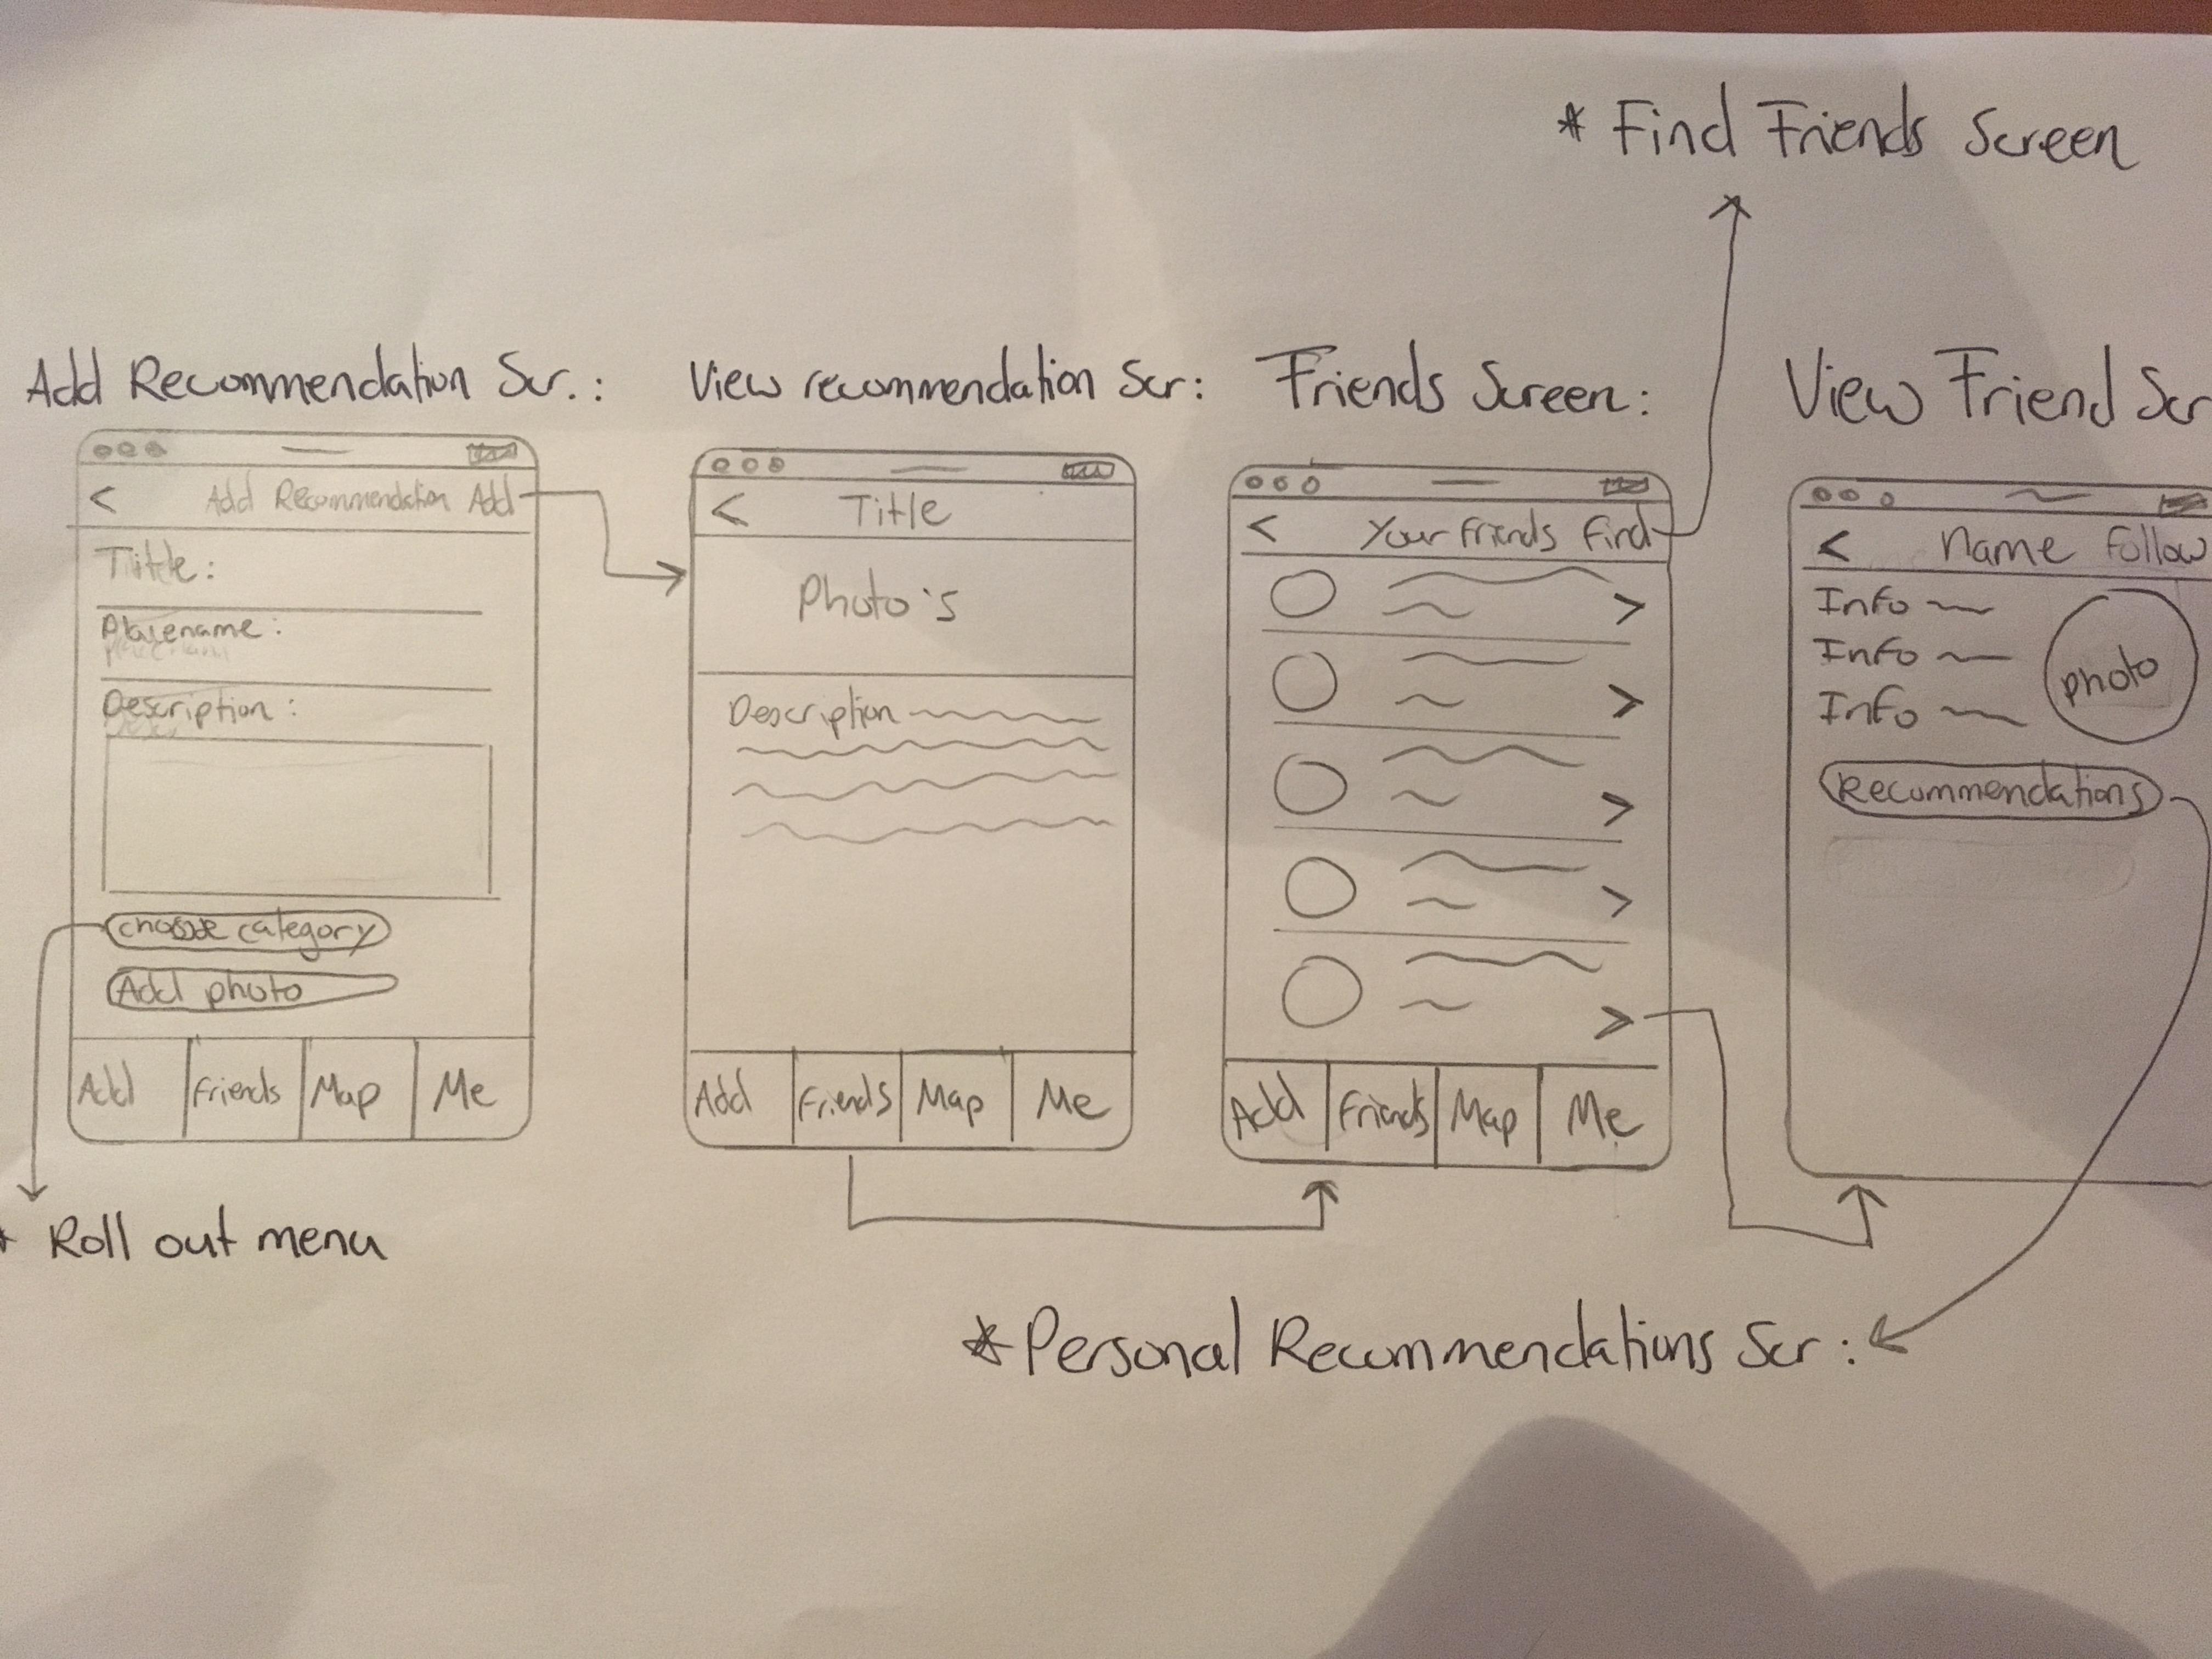 * Find Friends Screen
Add Recommendation Scr.:
View recommendation Scr:
Friends Screen:
View Friend Scr
< Add Recommendation Add
Title:
Placename:
Description:
choose category
Add photo
Add Friends Map Me
* Roll out menu
< Title
Photo's
Description
Add Friends Map Me
< Your friends find
>
>
>
>
>
Add Friends Map Me
< Name Follow
Info
Info
Info
photo
Recommendations
* Personal Recommendations Scr: